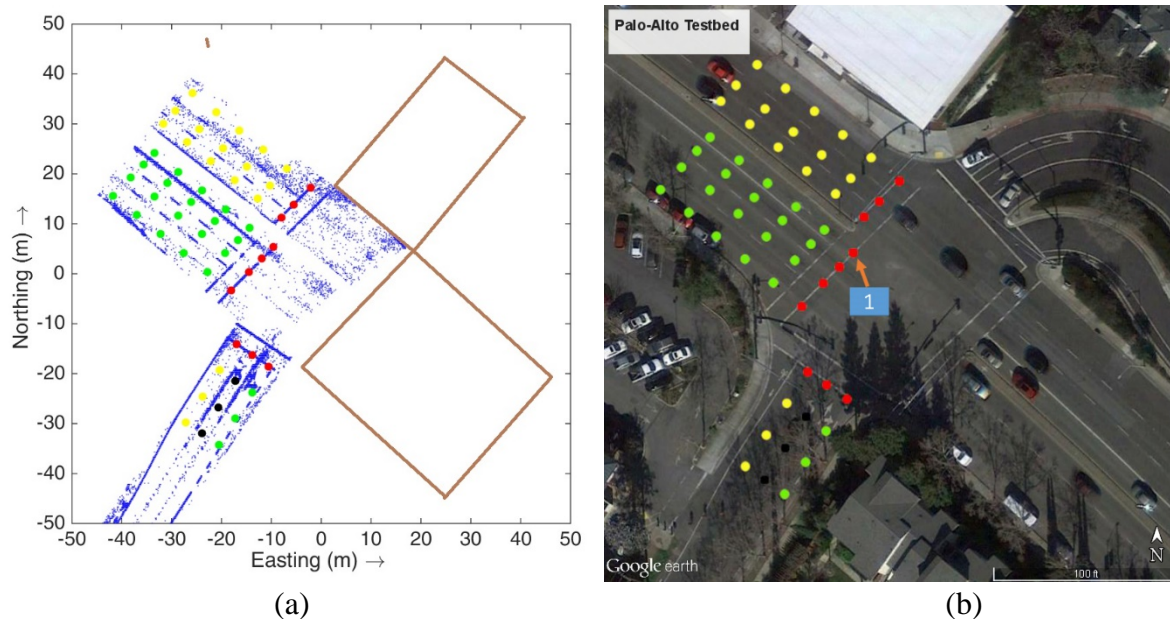 50
40
30
20
10
0
-10
-20
-30
-40
-50
Northing (m) →
-50 -40 -30 -20 -10 0 10 20 30 40 50
Easting (m) →
(a)
Palo-Alto Testbed
1
Google earth
N
100 ft
(b)